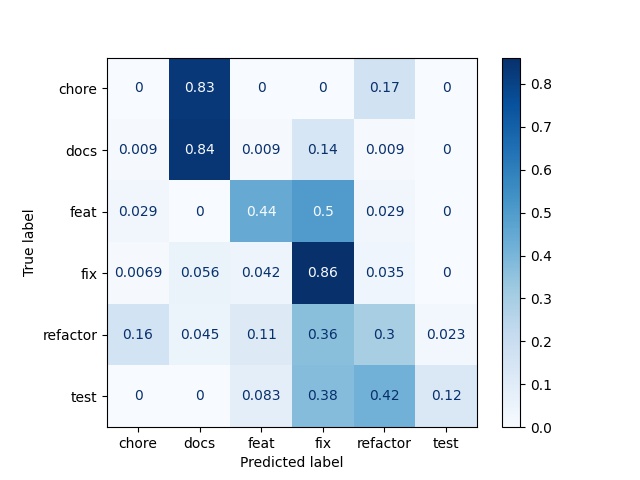 chore 0 0.83 0 0 0.17 0
docs 0.009 0.84 0.009 0.14 0.009 0
feat 0.029 0 0.44 0.5 0.029 0
fix 0.0069 0.056 0.042 0.86 0.035 0
refactor 0.16 0.045 0.11 0.36 0.3 0.023
test 0 0 0.083 0.38 0.42 0.12
chore docs feat fix refactor test
Predicted label
True label
0.8
0.7
0.6
0.5
0.4
0.3
0.2
0.1
0.0